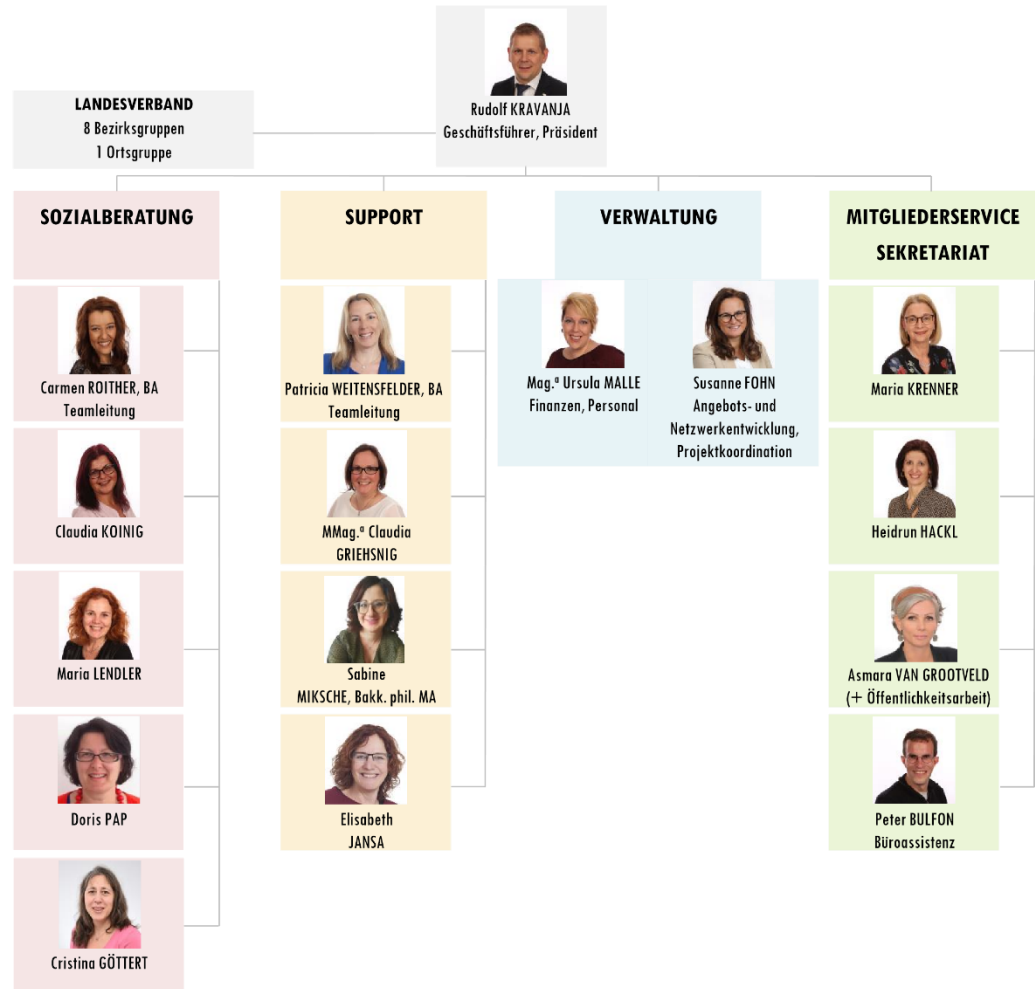 Rudolf KRAVANJA
Geschäftsführer, Präsident
LANDESVERBAND
8 Bezirksgruppen
1 Ortsgruppe
SOZIALBERATUNG
Carmen ROITHER, BA
Teamleitung
Claudia KOINIG
Maria LENDLER
Doris PAP
Cristina GÖTTERT
SUPPORT
Patricia WEITENSFELDER, BA
Teamleitung
MMag.ª Claudia
GRIEHSNIG
Sabine
MIKSCHE, Bakk. phil. MA
Elisabeth
JANSA
VERWALTUNG
Mag.ª Ursula MALLE
Finanzen, Personal
Susanne FOHN
Angebots- und
Netzwerkentwicklung,
Projektkoordination
MITGLIEDERSERVICE
SEKRETARIAT
Maria KRENNER
Heidrun HACKL
Asmara VAN GROOTVELD
(+ Öffentlichkeitsarbeit)
Peter BULFON
Büroassistenz